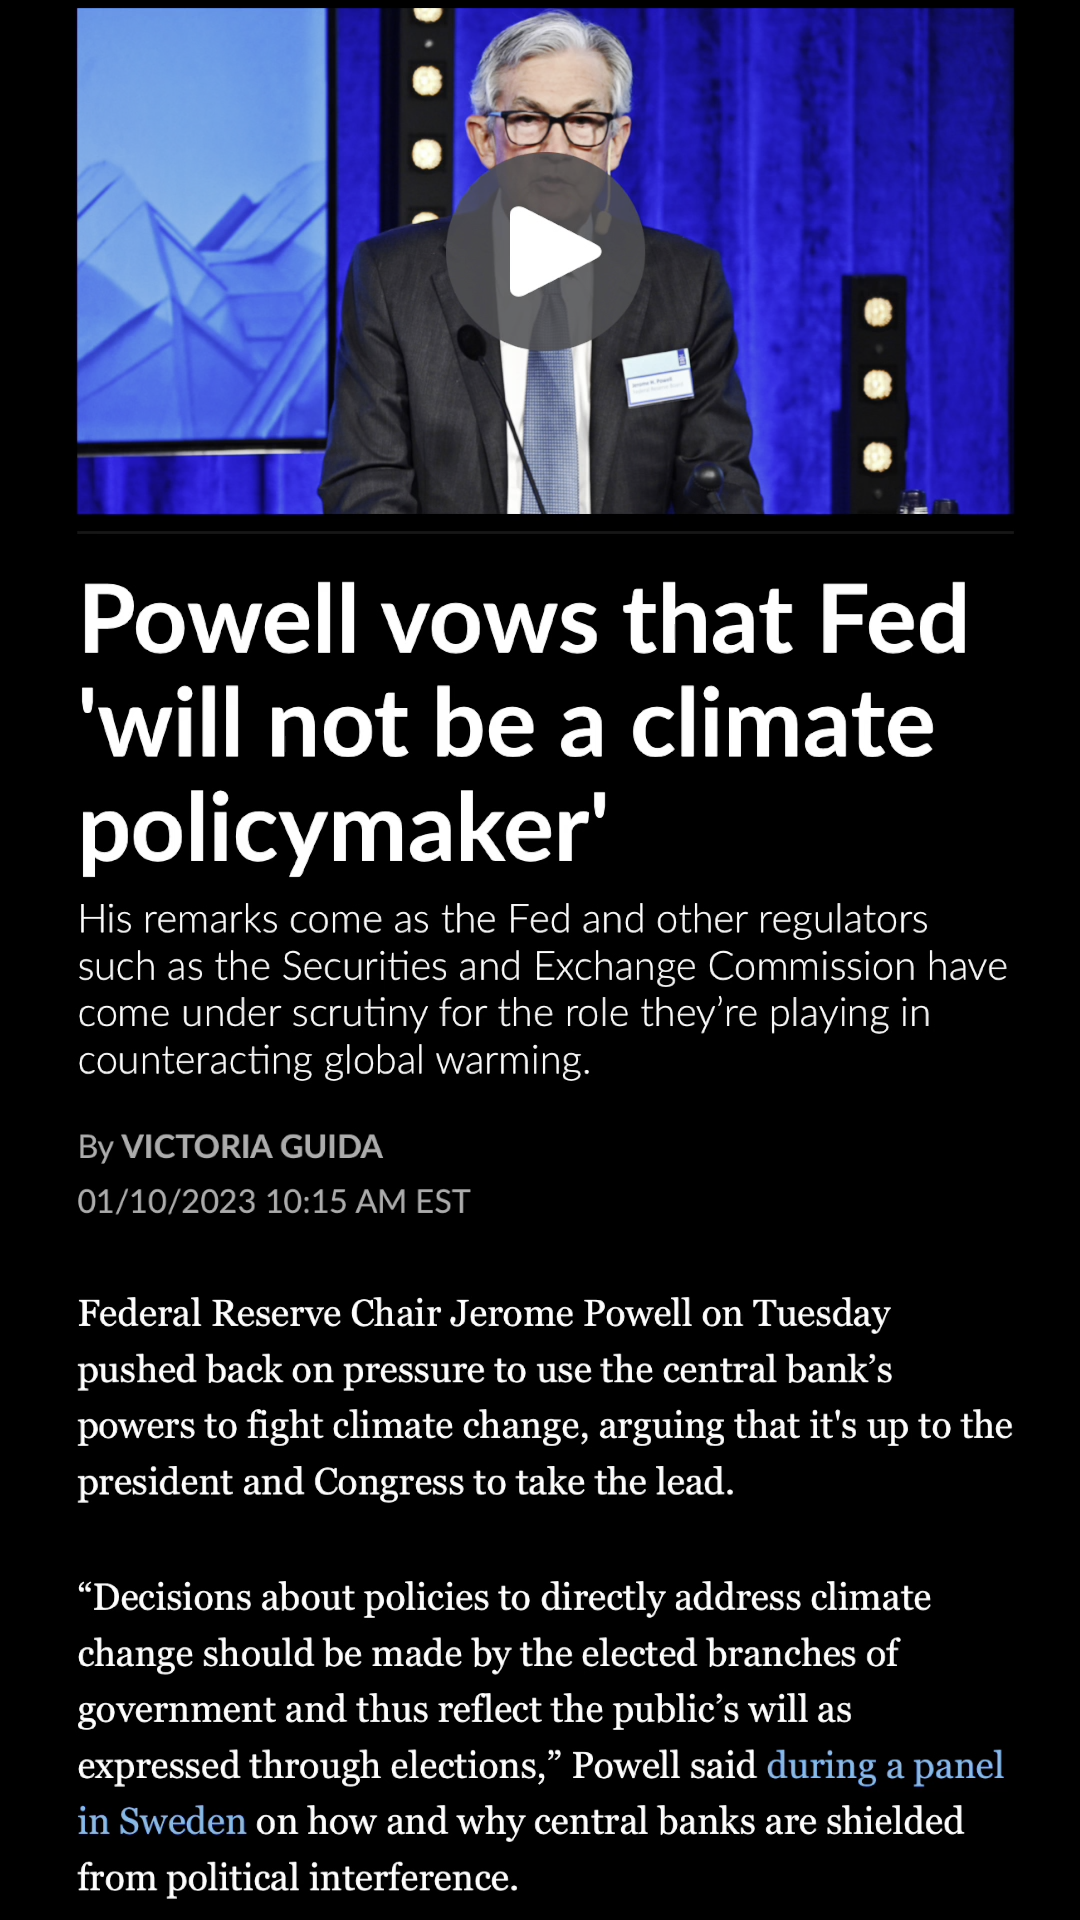 Jerome H. Powell
Powell vows that Fed
'will not be a climate
policymaker'
His remarks come as the Fed and other regulators
such as the Securities and Exchange Commission have
come under scrutiny for the role they’re playing in
counteracting global warming.
By VICTORIA GUIDA
01/10/2023 10:15 AM EST
Federal Reserve Chair Jerome Powell on Tuesday
pushed back on pressure to use the central bank’s
powers to fight climate change, arguing that it's up to the
president and Congress to take the lead.
“Decisions about policies to directly address climate
change should be made by the elected branches of
government and thus reflect the public’s will as
expressed through elections,” Powell said during a panel
in Sweden on how and why central banks are shielded
from political interference.